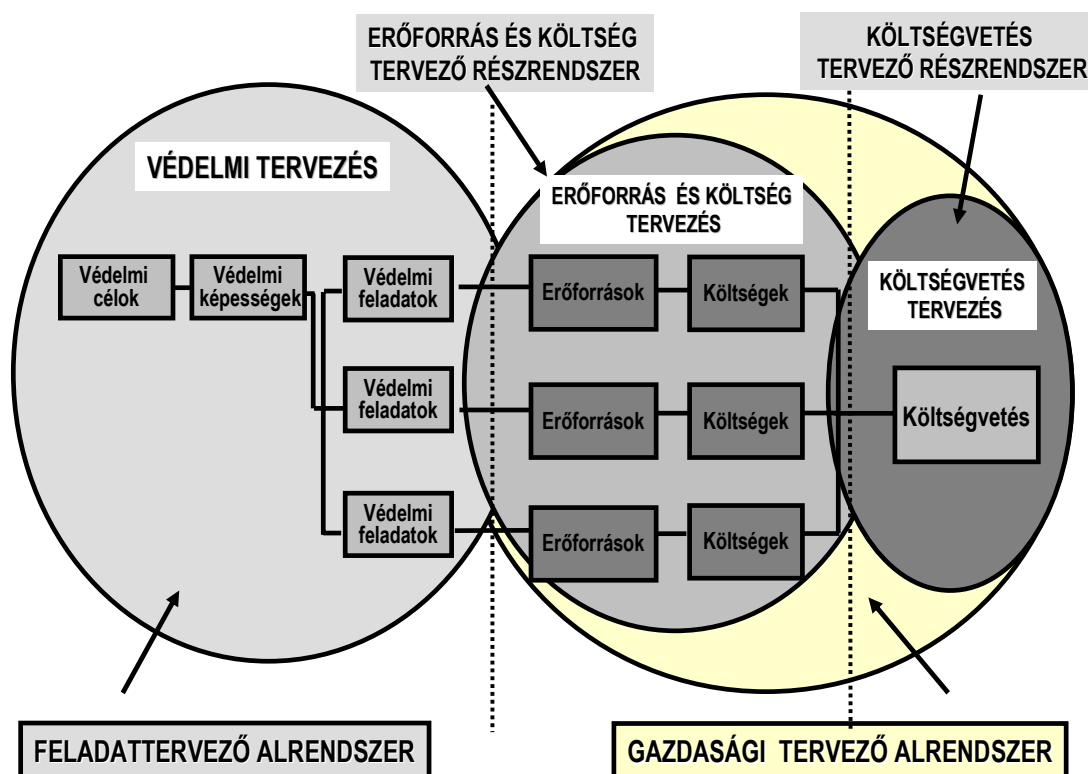 ERŐFORRÁS ÉS KÖLTSÉG
TERVEZŐ RÉSZRENDSZER
KÖLTSÉGVETÉS
TERVEZŐ RÉSZRENDSZER
VÉDELMI TERVEZÉS
ERŐFORRÁS ÉS KÖLTSÉG
TERVEZÉS
KÖLTSÉGVETÉS
TERVEZÉS
Védelmi
célok
Védelmi
képességek
Védelmi
feladatok
Erőforrások
Költségek
Védelmi
feladatok
Erőforrások
Költségek
Költségvetés
Védelmi
feladatok
Erőforrások
Költségek
FELADATTERVEZŐ ALRENDSZER
GAZDASÁGI TERVEZŐ ALRENDSZER